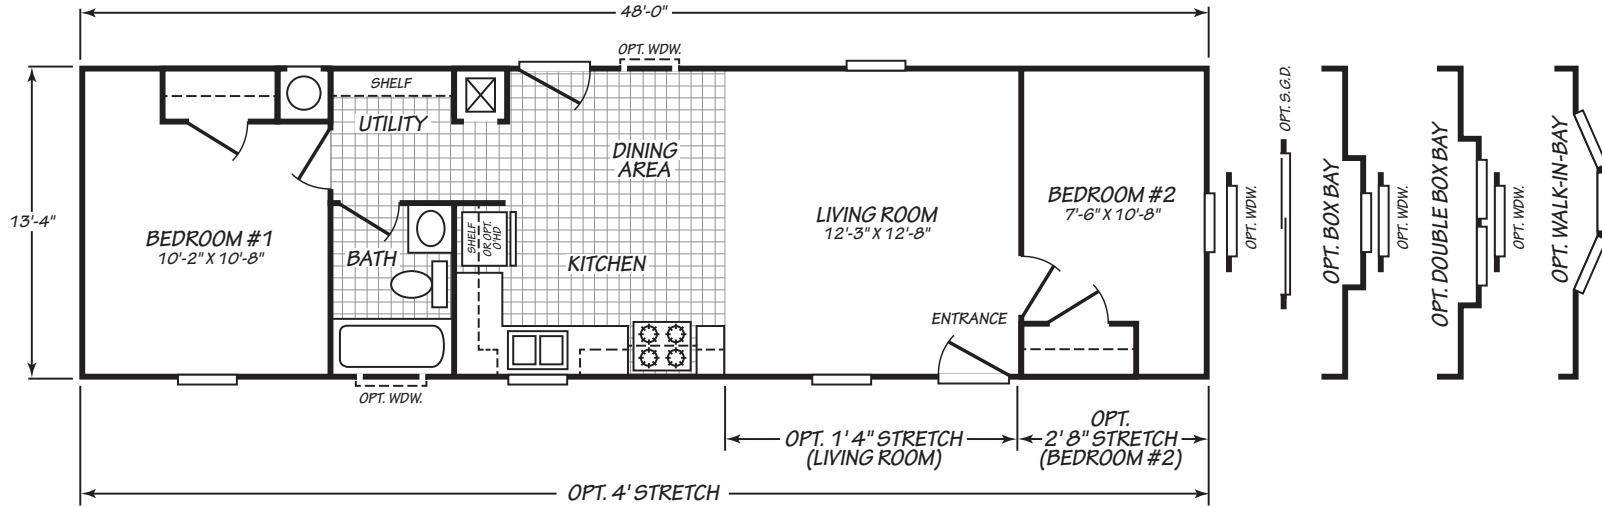 48'-0"
OPT. WDW.
SHELF
UTILITY
DINING
AREA
13'-4"
BEDROOM #1
10'-2" X 10'-8"
BATH
SHELF
OR OPT.
O'HD
KITCHEN
LIVING ROOM
12'-3" X 12'-8"
BEDROOM #2
7'-6" X 10'-8"
ENTRANCE
OPT. WDW.
OPT. WDW.
OPT. S.G.D.
OPT. BOX BAY
OPT. WDW.
OPT. DOUBLE BOX BAY
OPT. WDW.
OPT. WALK-IN-BAY
OPT. 1' 4" STRETCH
(LIVING ROOM)
OPT.
2' 8" STRETCH
(BEDROOM #2)
OPT. 4' STRETCH